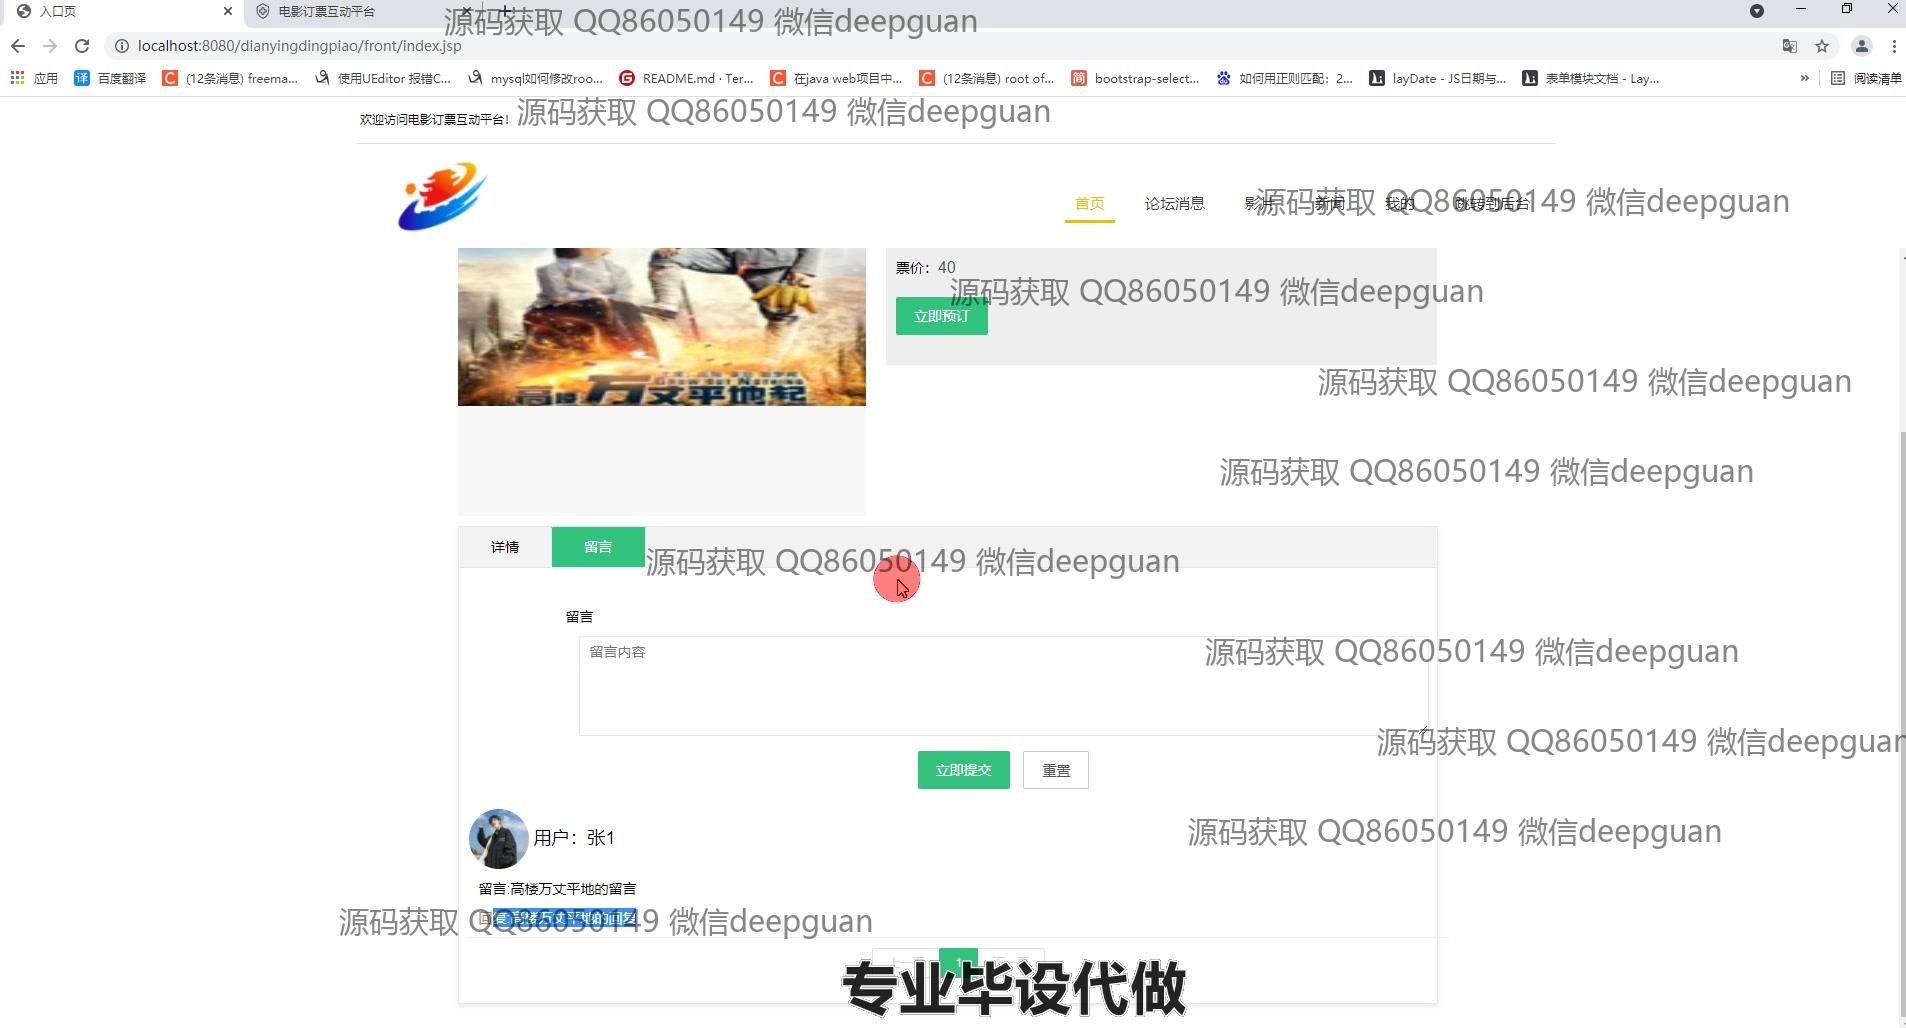 入口页
电影订票互动平台
源码获取 QQ86050149 微信deepguan
localhost:8080/dianyingdingpiao/front/index.jsp
应用
百度翻译
(12条消息) freema...
使用UEditor 报错C...
mysql如何修改roo...
README.md · Ter...
在java web项目中...
(12条消息) root of...
bootstrap-select...
如何用正则匹配：2...
layDate - JS日期与...
表单模块文档 - Lay...
»
阅读清单
欢迎访问电影订票互动平台!
源码获取 QQ86050149 微信deepguan
首页
论坛消息
影片
新闻
我的
跳转到后台
源码获取 QQ86050149 微信deepguan
票价：40
源码获取 QQ86050149 微信deepguan
立即预订
高楼万丈平地起
源码获取 QQ86050149 微信deepguan
源码获取 QQ86050149 微信deepguan
详情
留言
源码获取 QQ86050149 微信deepguan
留言
留言内容
源码获取 QQ86050149 微信deepguan
源码获取 QQ86050149 微信deepguan
立即提交
重置
用户：张1
源码获取 QQ86050149 微信deepguan
留言:高楼万丈平地的留言
回复:高楼万丈平地的回复
源码获取 QQ86050149 微信deepguan
1
专业毕设代做